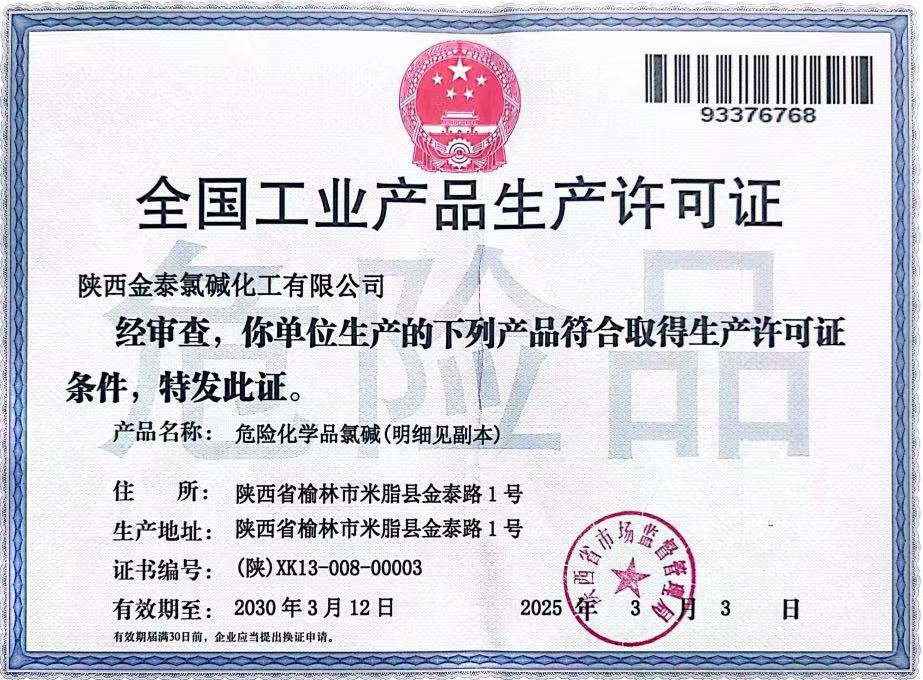 93376768
全国工业产品生产许可证
危险品
陕西金泰氯碱化工有限公司
经审查，你单位生产的下列产品符合取得生产许可证
条件，特发此证。
产品名称： 危险化学品氯碱(明细见副本)
住 所： 陕西省榆林市米脂县金泰路1号
生产地址： 陕西省榆林市米脂县金泰路1号
证书编号： (陕)XK13-008-00003
有效期至： 2030年3月12日
2025 年 3 月 3 日
陕西省市场监督管理局
有效期届满30日前，企业应当提出换证申请。